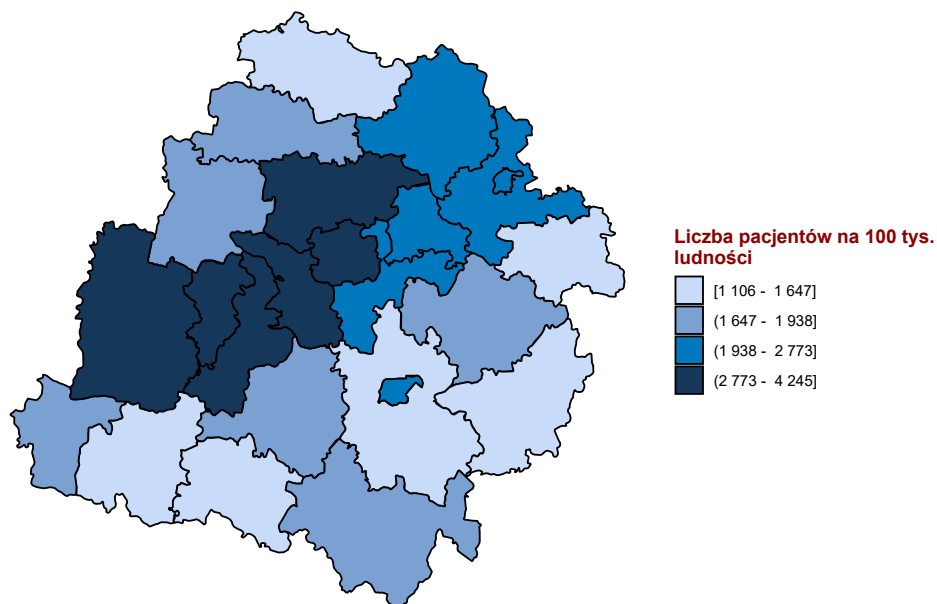 Liczba pacjentów na 100 tys.
ludności
[1 106 - 1 647]
(1 647 - 1 938]
(1 938 - 2 773]
(2 773 - 4 245]